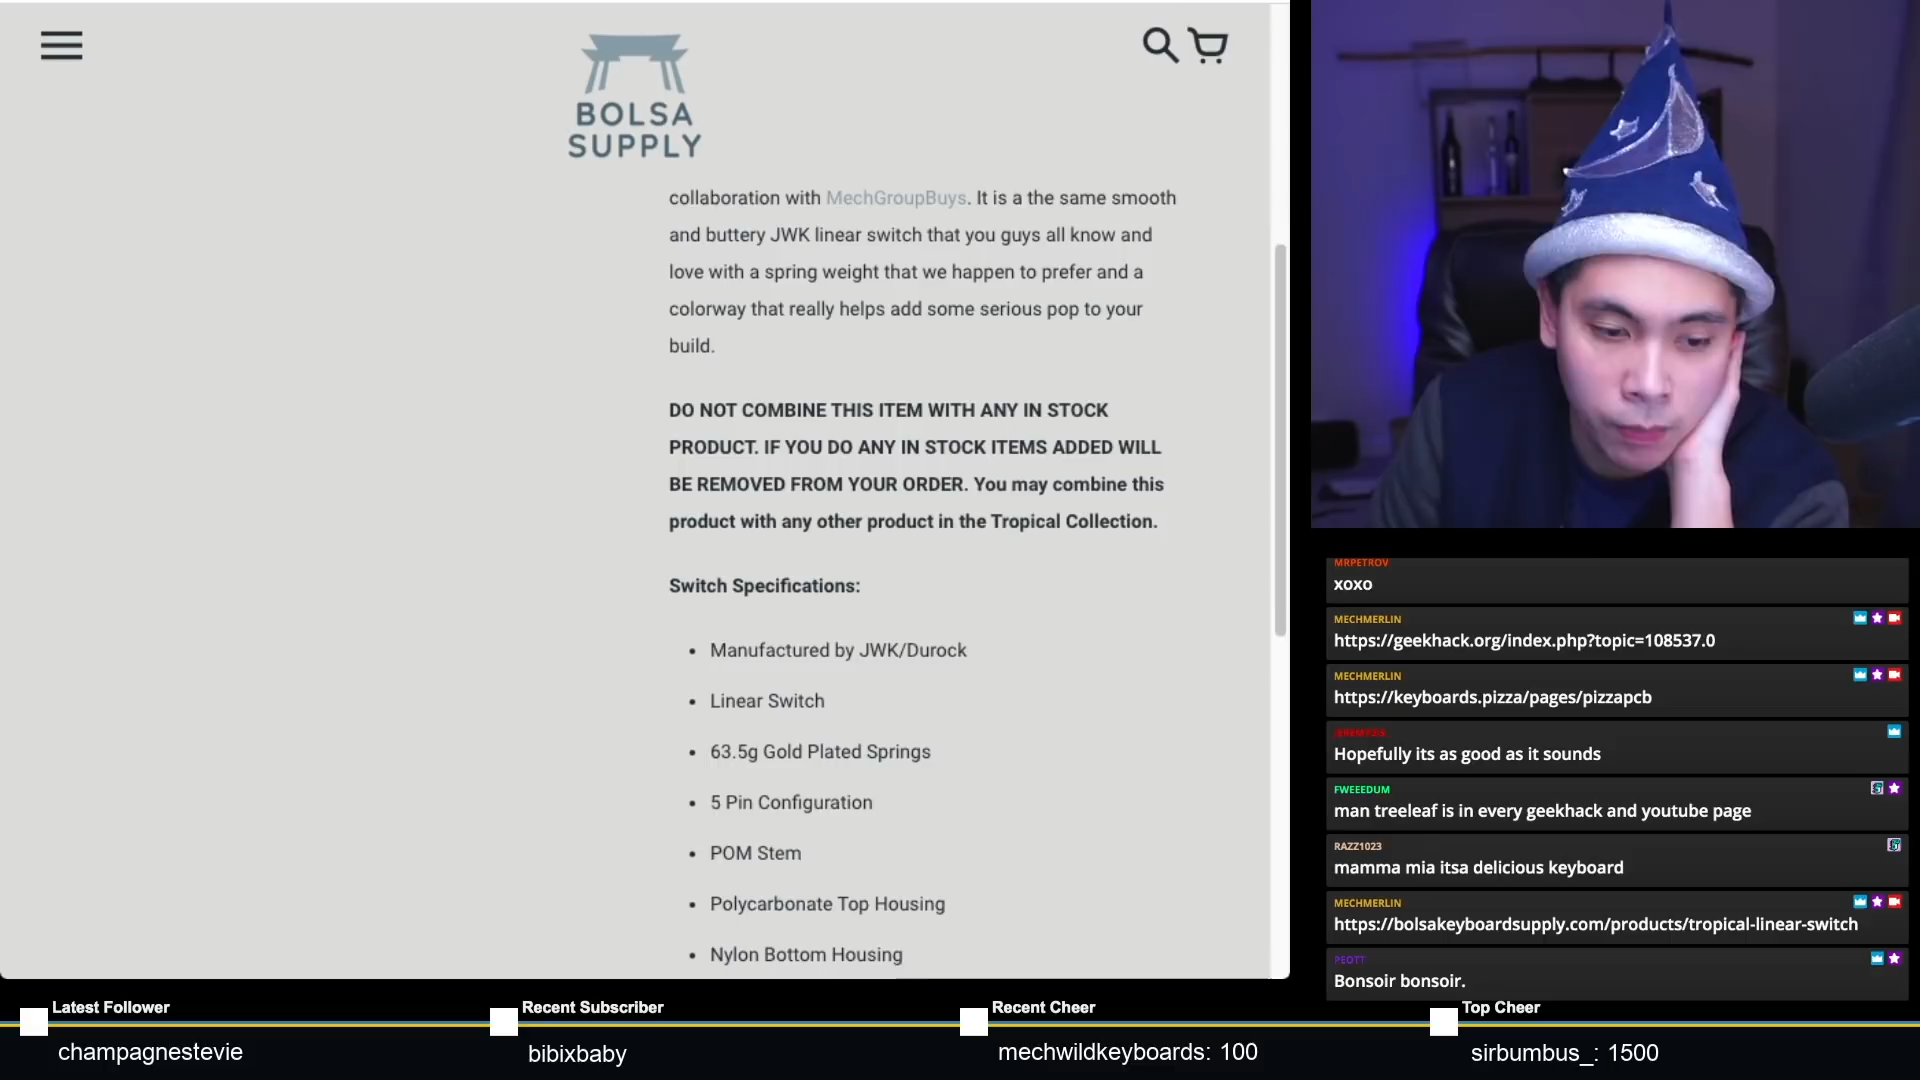 BOLSA
SUPPLY
collaboration with MechGroupBuys. It is a the same smooth
and buttery JWK linear switch that you guys all know and
love with a spring weight that we happen to prefer and a
colorway that really helps add some serious pop to your
build.
DO NOT COMBINE THIS ITEM WITH ANY IN STOCK
PRODUCT. IF YOU DO ANY IN STOCK ITEMS ADDED WILL
BE REMOVED FROM YOUR ORDER. You may combine this
product with any other product in the Tropical Collection.
Switch Specifications:
• Manufactured by JWK/Durock
• Linear Switch
• 63.5g Gold Plated Springs
• 5 Pin Configuration
• POM Stem
• Polycarbonate Top Housing
• Nylon Bottom Housing
MRPETROV
xoxo
MECHMERLIN
https://geekhack.org/index.php?topic=108537.0
MECHMERLIN
https://keyboards.pizza/pages/pizzapcb
Hopefully its as good as it sounds
FWEEEDUM
man treeleaf is in every geekhack and youtube page
RAZZ1023
mamma mia itsa delicious keyboard
MECHMERLIN
https://bolsakeyboardsupply.com/products/tropical-linear-switch
PEOTT
Bonsoir bonsoir.
Latest Follower
champagnestevie
Recent Subscriber
bibixbaby
Recent Cheer
mechwildkeyboards: 100
Top Cheer
sirbumbus_: 1500